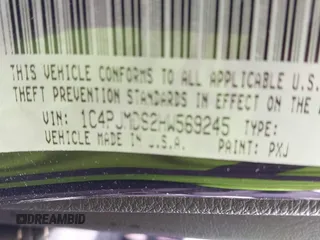 THIS VEHICLE CONFORMS TO ALL APPLICABLE U.S.
THEFT PREVENTION STANDARDS IN EFFECT ON THE
VIN: 1C4PJMDS2HW569245 TYPE:
VEHICLE MADE IN U.S.A. PAINT: PXJ
DREAMBID